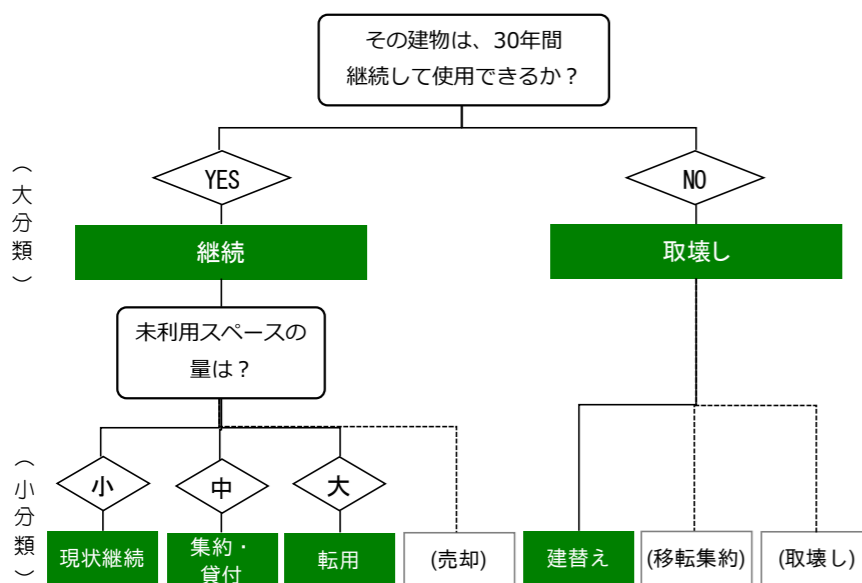 その建物は、30年間
継続して使用できるか？
YES
NO
（大分類）
継続
取壊し
未利用スペースの
量は？
（小分類）
小
中
大
現状継続
集約・
貸付
転用
(売却)
建替え
(移転集約)
(取壊し)